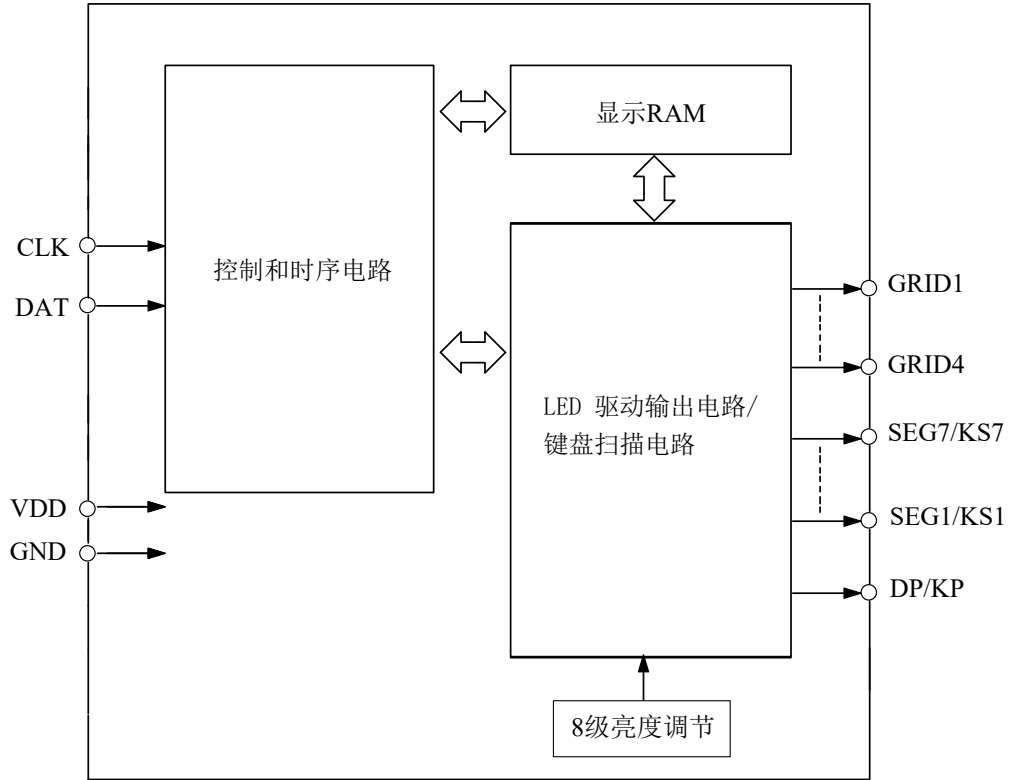 显示RAM
控制和时序电路
CLK
DAT
VDD
GND
LED 驱动输出电路/
键盘扫描电路
GRID1
GRID4
SEG7/KS7
SEG1/KS1
DP/KP
8级亮度调节